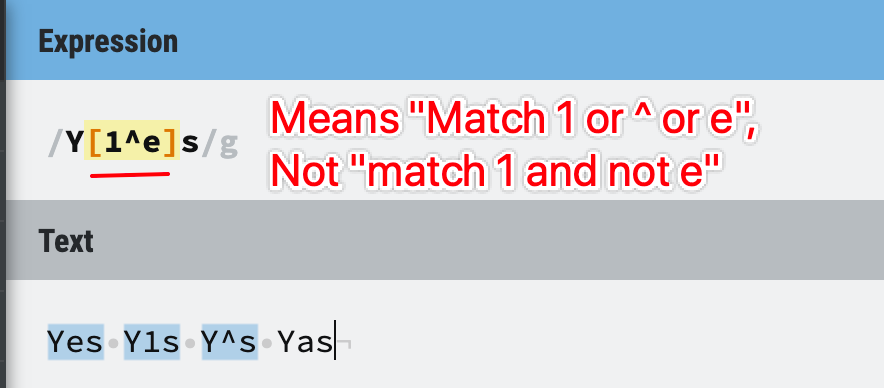 Expression
/Y[1^e]s/g
Means "Match 1 or ^ or e",
Not "match 1 and not e"
Text
Yes·Y1s·Y^s·Yas¬